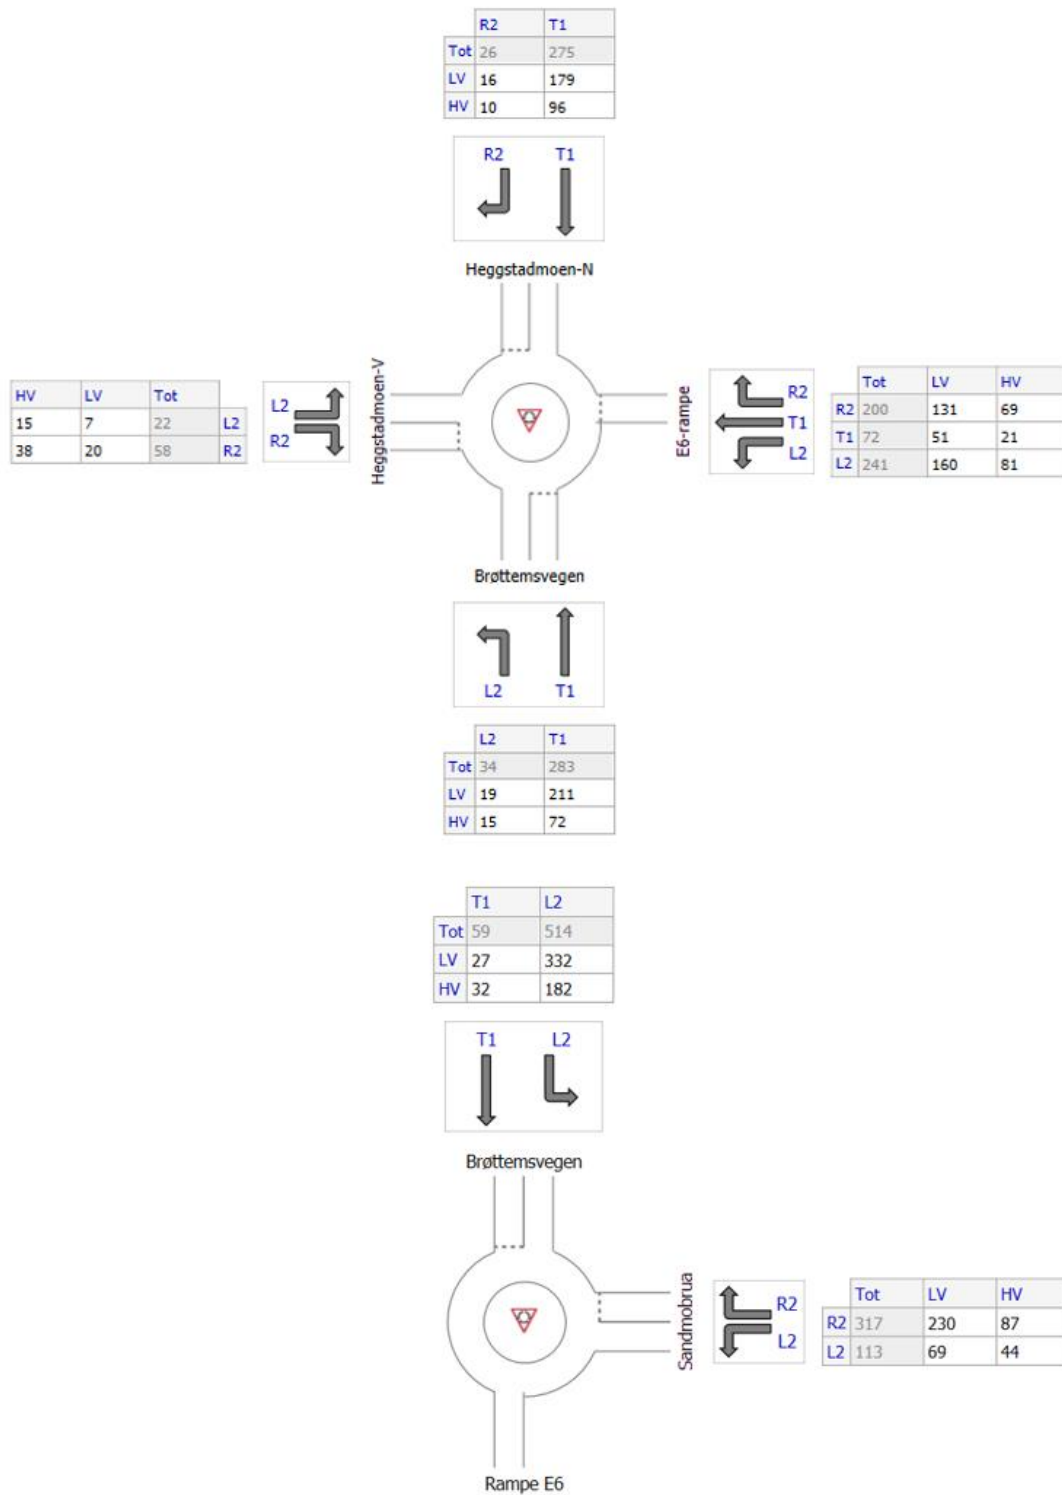 R2 T1
Tot 26 275
LV 16 179
HV 10 96
R2 T1
Heggstadmoen-N
Heggstadmoen-V
HV LV Tot
15 7 22 L2
38 20 58 R2
L2
R2
E6-rampe
R2
T1
L2
Tot LV HV
R2 200 131 69
T1 72 51 21
L2 241 160 81
Brøttemsvegen
L2 T1
L2 T1
Tot 34 283
LV 19 211
HV 15 72
T1 L2
Tot 59 514
LV 27 332
HV 32 182
T1 L2
Brøttemsvegen
Sandmobrua
R2
L2
Tot LV HV
R2 317 230 87
L2 113 69 44
Rampe E6